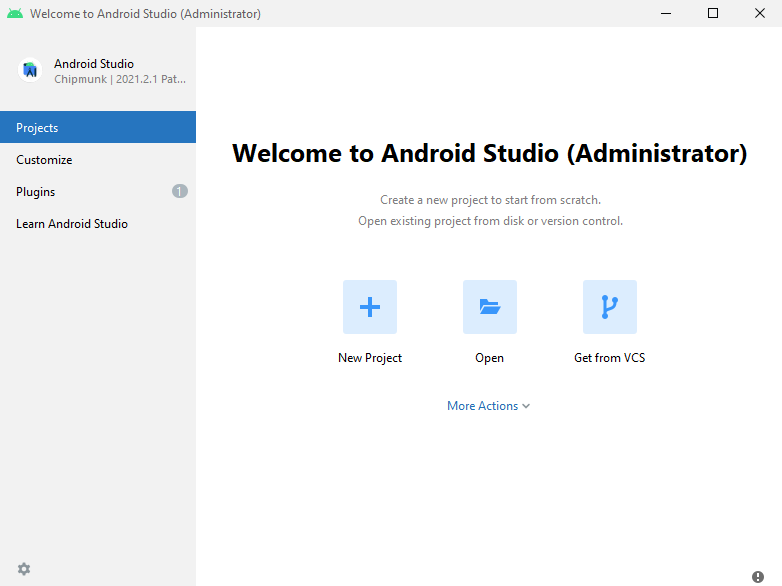 Welcome to Android Studio (Administrator)
Android Studio
Chipmunk | 2021.2.1 Pat...
Projects
Customize
Plugins
1
Learn Android Studio
Welcome to Android Studio (Administrator)
Create a new project to start from scratch.
Open existing project from disk or version control.
New Project
Open
Get from VCS
More Actions